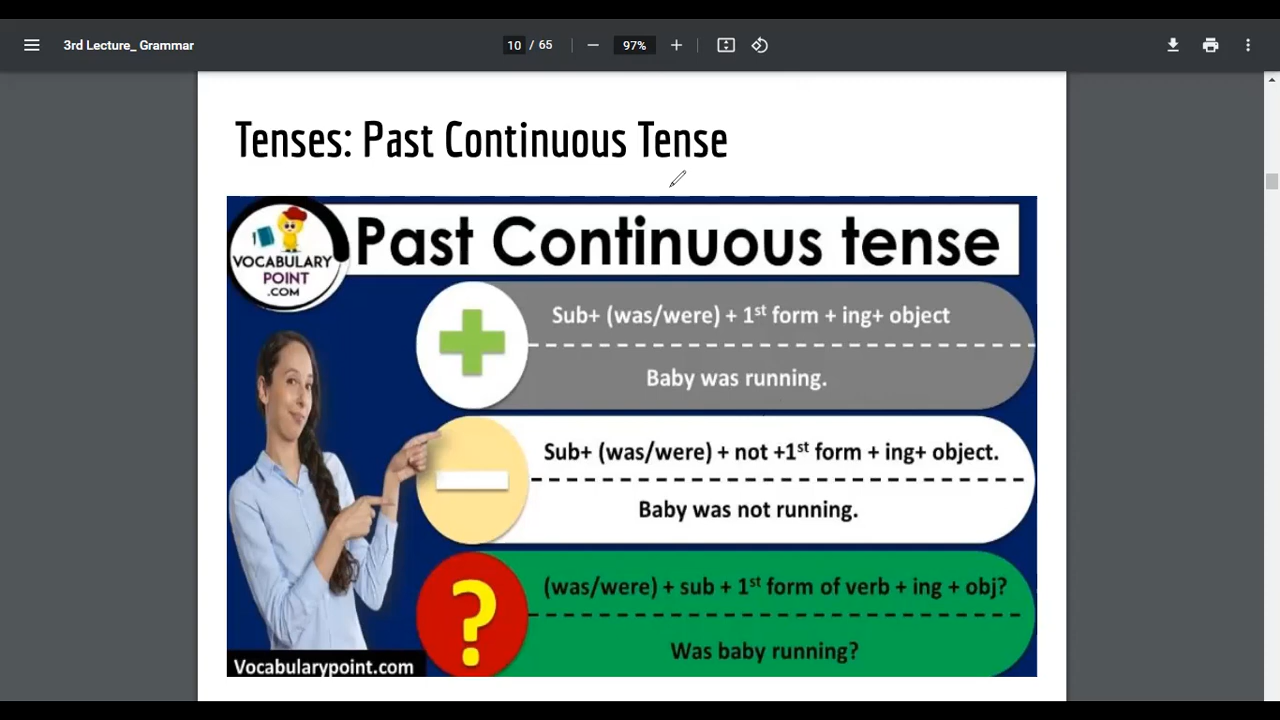 3rd Lecture_ Grammar
10 / 65
97%
Tenses: Past Continuous Tense
VOCABULARY
POINT
.COM
Past Continuous tense
Sub+ (was/were) + 1st form + ing+ object
Baby was running.
Sub+ (was/were) + not +1st form + ing+ object.
Baby was not running.
(was/were) + sub + 1st form of verb + ing + obj?
Was baby running?
Vocabularypoint.com